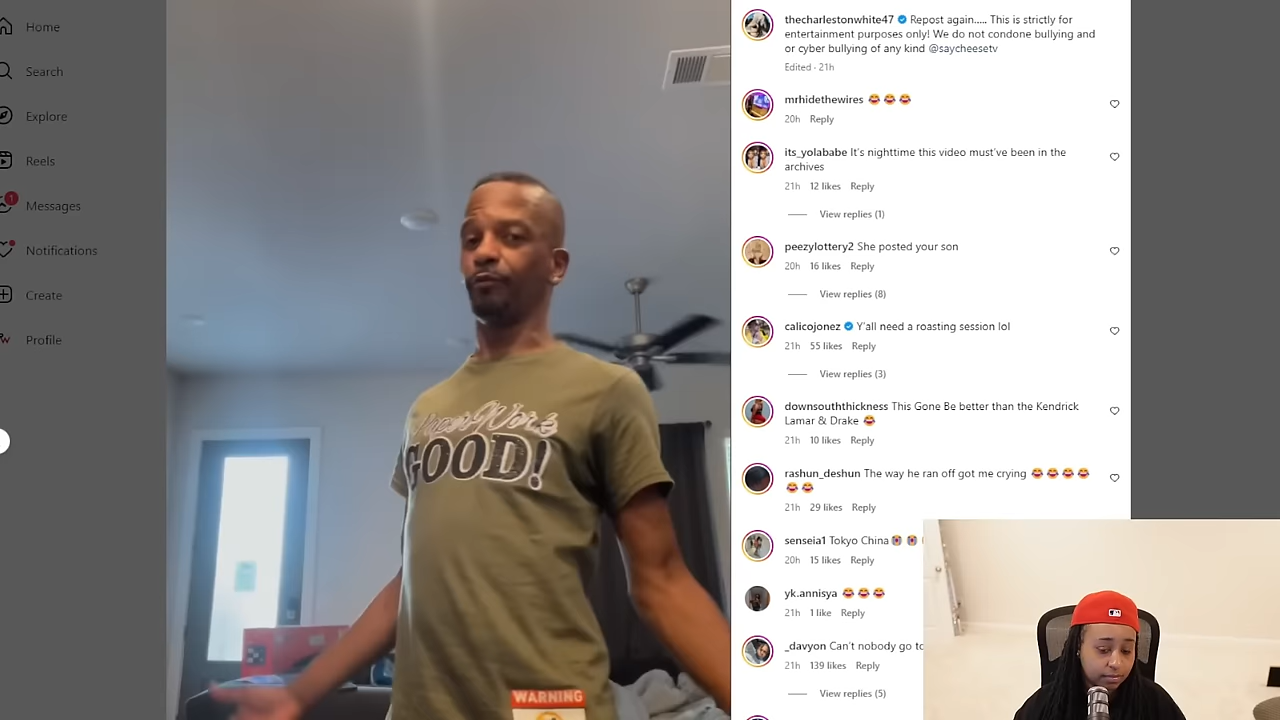 Home
Search
Explore
Reels
1
Messages
Notifications
Create
Profile
GOOD!
WARNING
thecharlestonwhite47 Repost again..... This is strictly for
entertainment purposes only! We do not condone bullying and
or cyber bullying of any kind @saycheesetv
Edited · 21h
mrhidethewires 😂 😂 😂
20h Reply
its_yolababe It's nighttime this video must've been in the
archives
21h 12 likes Reply
View replies (1)
peezylottery2 She posted your son
20h 16 likes Reply
View replies (8)
calicojonez Y'all need a roasting session lol
21h 55 likes Reply
View replies (3)
downsouththickness This Gone Be better than the Kendrick
Lamar & Drake 😂
21h 10 likes Reply
rashun_deshun The way he ran off got me crying 😂 😂 😂 😂
😂 😂
21h 29 likes Reply
senseia1 Tokyo China
20h 15 likes Reply
yk.annisya 😂 😂 😂
21h 1 like Reply
_davyon Can't nobody go to
21h 139 likes Reply
View replies (5)